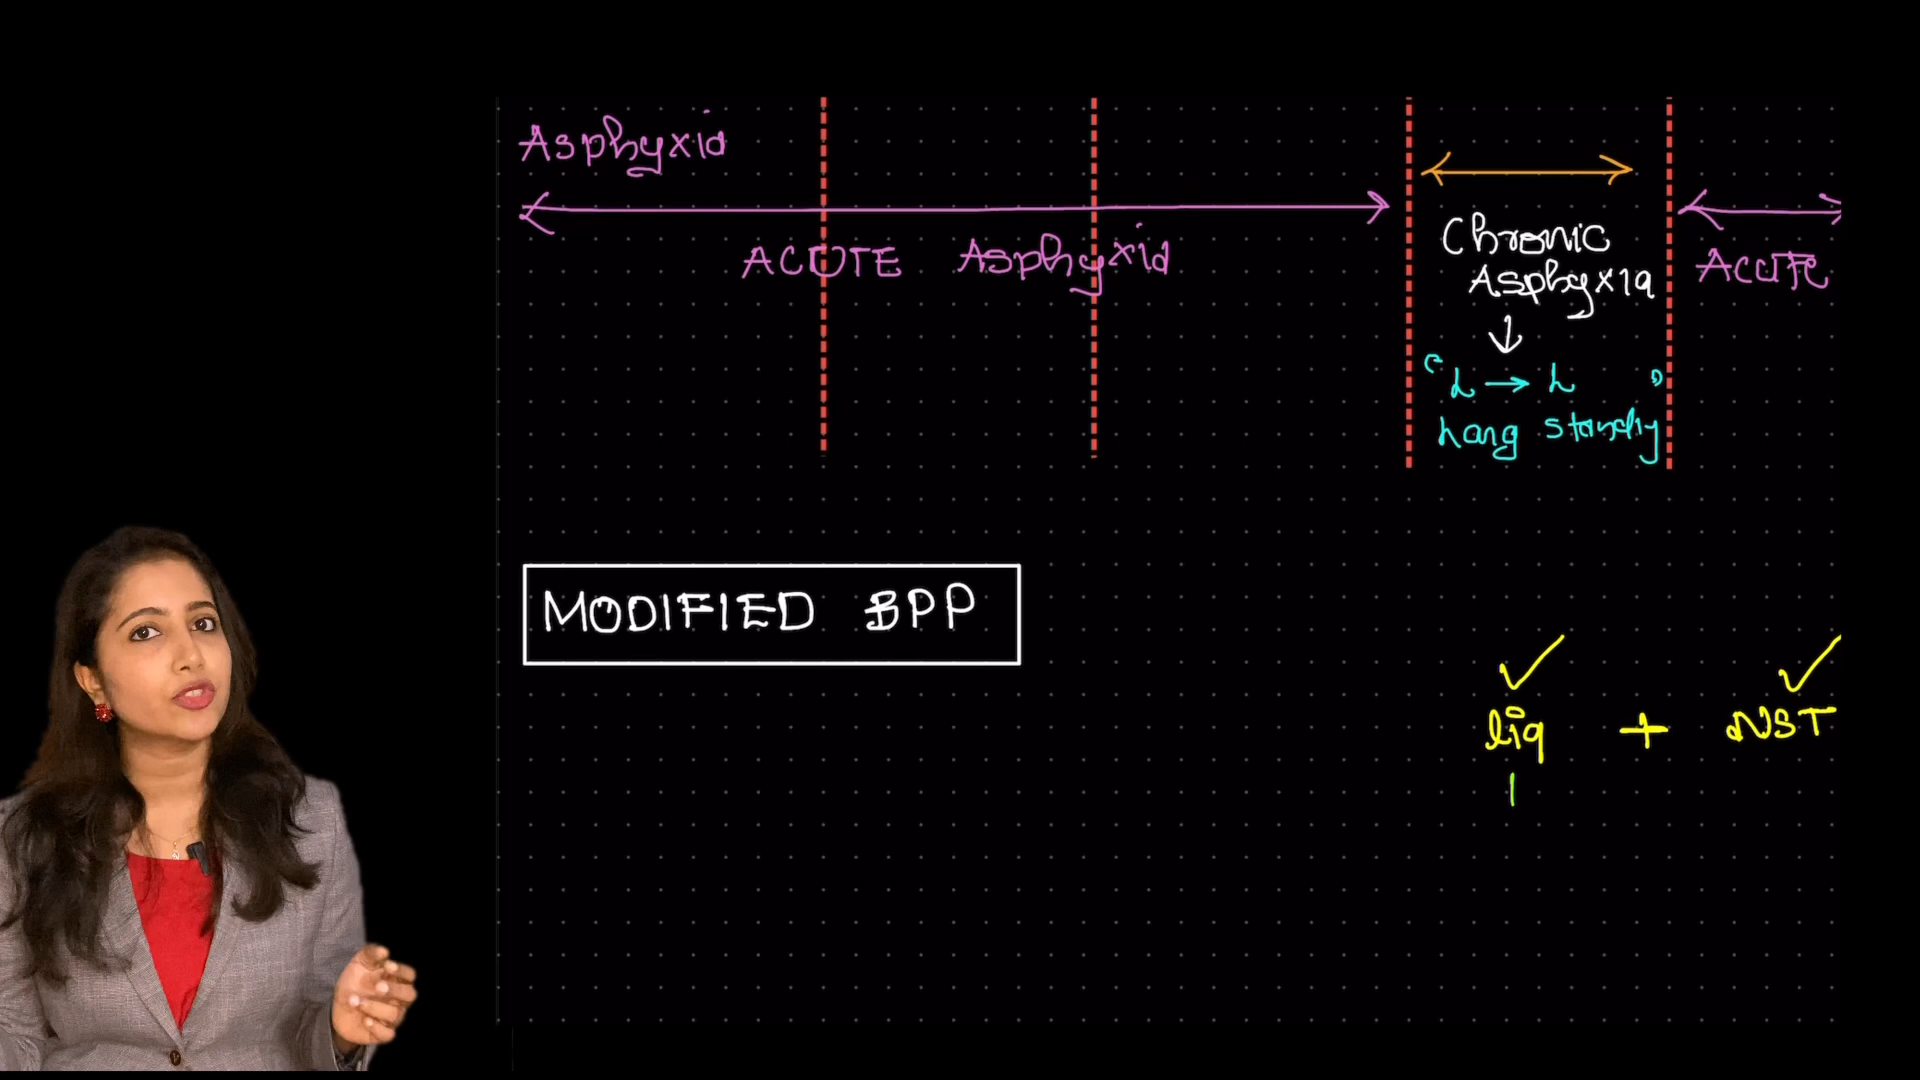 Asphyxia
ACUTE Asphyxia
Chronic
Asphyxia
ACUTE
↓
"L → L"
Long standing
MODIFIED BPP
liq + NST